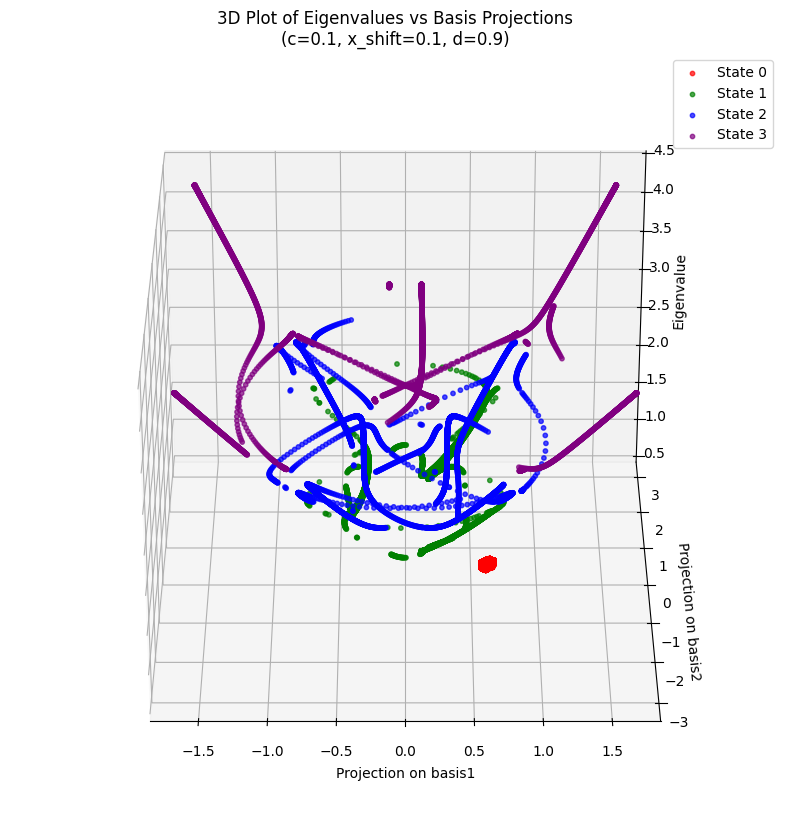 3D Plot of Eigenvalues vs Basis Projections
(c=0.1, x_shift=0.1, d=0.9)
State 0
State 1
State 2
State 3
4.5
4.0
3.5
3.0
2.5
2.0
1.5
1.0
0.5
Eigenvalue
3
2
1
0
−1
−2
−3
Projection on basis2
−1.5 −1.0 −0.5 0.0 0.5 1.0 1.5
Projection on basis1